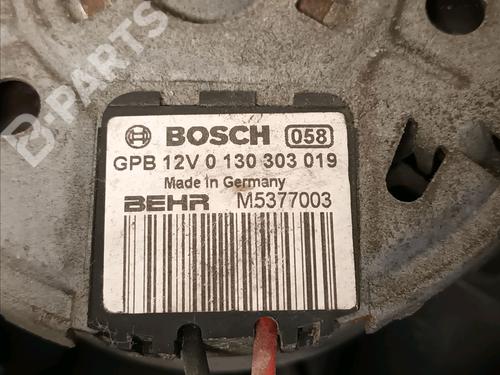 B-PARTS
BOSCH 058
GPB 12V 0 130 303 019
Made in Germany
BEHR M5377003